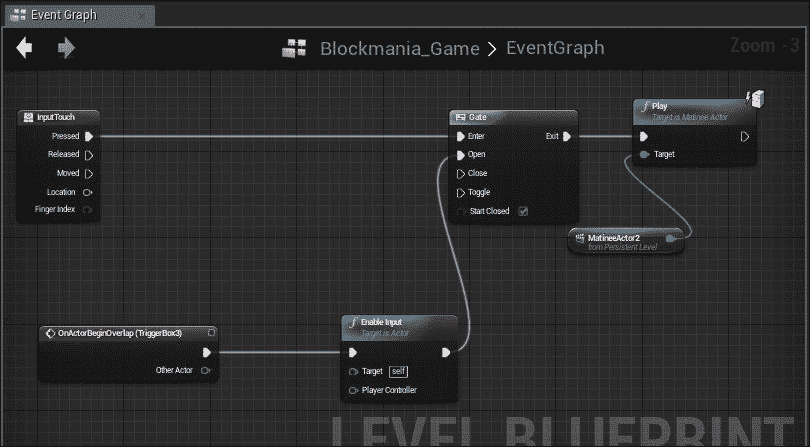 Event Graph
Blockmania_Game > EventGraph
Zoom -3
InputTouch
Pressed
Released
Moved
Location
Finger Index
Gate
Enter
Exit
Open
Close
Toggle
Start Closed
Play
Target is Matinee Actor
Target
MatineeActor2
from Persistent Level
OnActorBeginOverlap (TriggerBox3)
Other Actor
Enable Input
Target is Actor
Target self
Player Controller
LEVEL BLUEPRINT